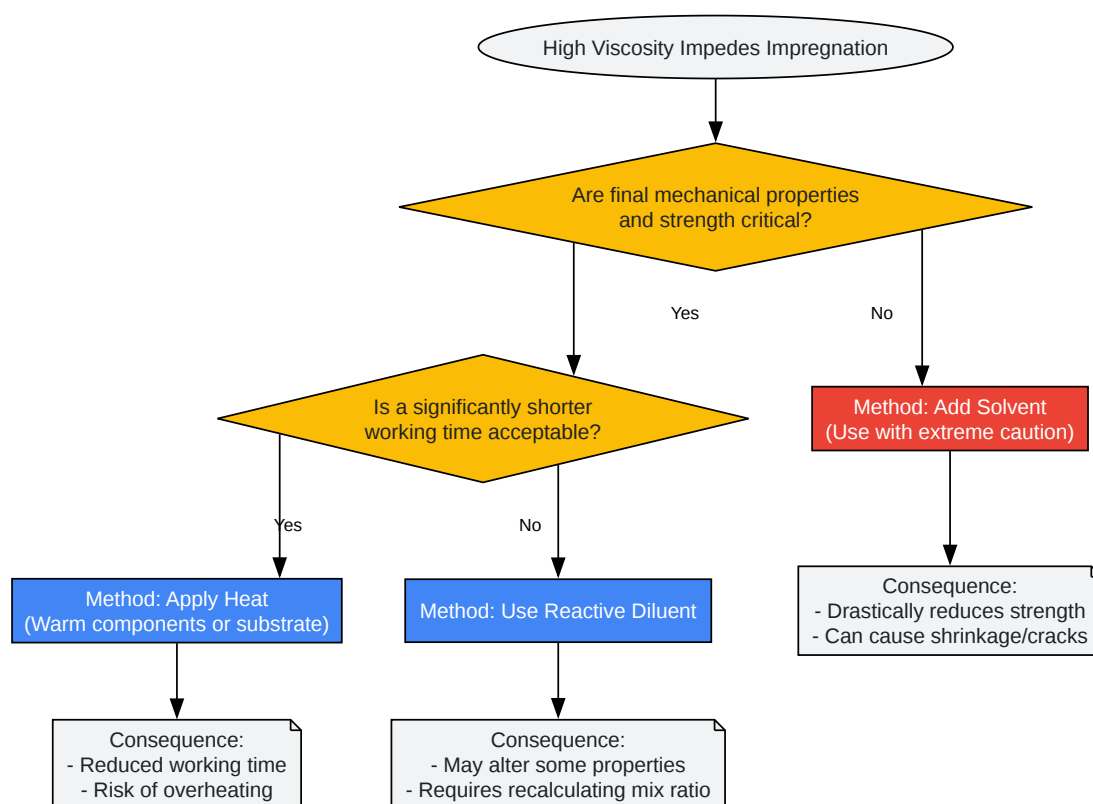 High Viscosity Impedes Impregnation
Are final mechanical properties
and strength critical?
Yes
No
Is a significantly shorter
working time acceptable?
Method: Add Solvent
(Use with extreme caution)
Yes
No
Method: Apply Heat
(Warm components or substrate)
Method: Use Reactive Diluent
Consequence:
- Drastically reduces strength
- Can cause shrinkage/cracks
Consequence:
- Reduced working time
- Risk of overheating
Consequence:
- May alter some properties
- Requires recalculating mix ratio